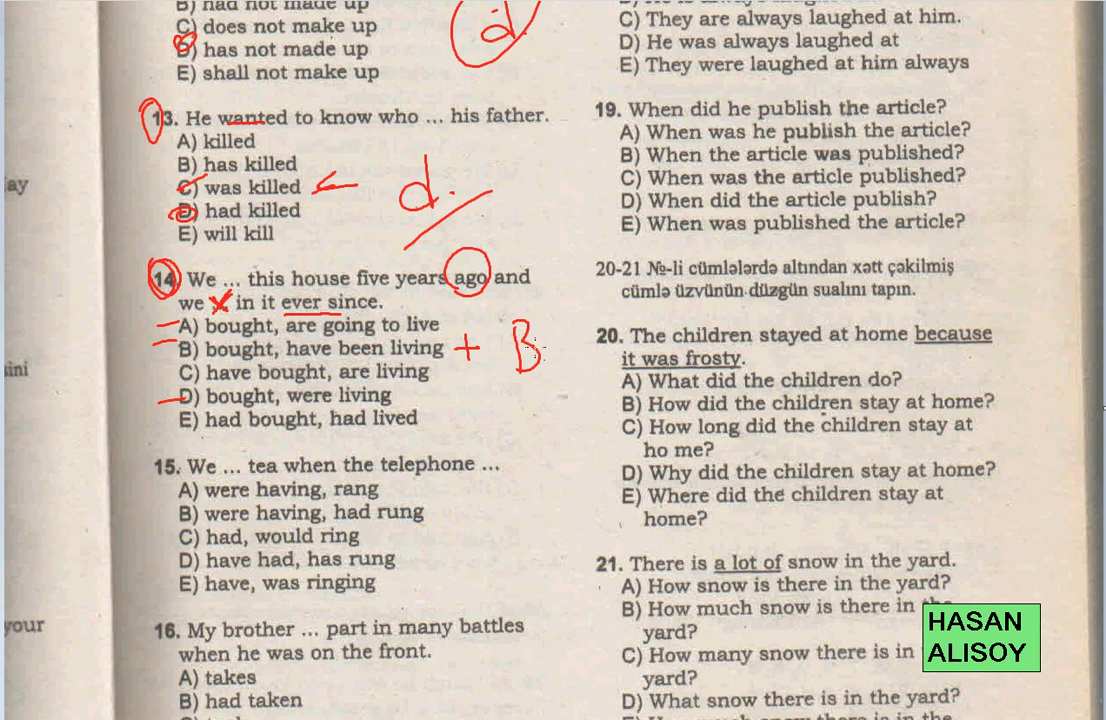 B) had not made up
C) does not make up
D) has not made up
E) shall not make up
d
13. He wanted to know who ... his father.
A) killed
B) has killed
C) was killed
D) had killed
E) will kill
d.
14. We ... this house five years ago and
we in it ever since.
A) bought, are going to live
B) bought, have been living + B
C) have bought, are living
D) bought, were living
E) had bought, had lived
15. We ... tea when the telephone ...
A) were having, rang
B) were having, had rung
C) had, would ring
D) have had, has rung
E) have, was ringing
16. My brother ... part in many battles
when he was on the front.
A) takes
B) had taken
ay
ini
your
C) They are always laughed at him.
D) He was always laughed at
E) They were laughed at him always
19. When did he publish the article?
A) When was he publish the article?
B) When the article was published?
C) When was the article published?
D) When did the article publish?
E) When was published the article?
20-21 №-li cümlələrdə altından xətt çəkilmiş
cümlə üzvünün düzgün sualını tapın.
20. The children stayed at home because
it was frosty.
A) What did the children do?
B) How did the children stay at home?
C) How long did the children stay at
ho me?
D) Why did the children stay at home?
E) Where did the children stay at
home?
21. There is a lot of snow in the yard.
A) How snow is there in the yard?
B) How much snow is there in the
yard?
C) How many snow there is in
yard?
D) What snow there is in the yard?
HASAN
ALISOY